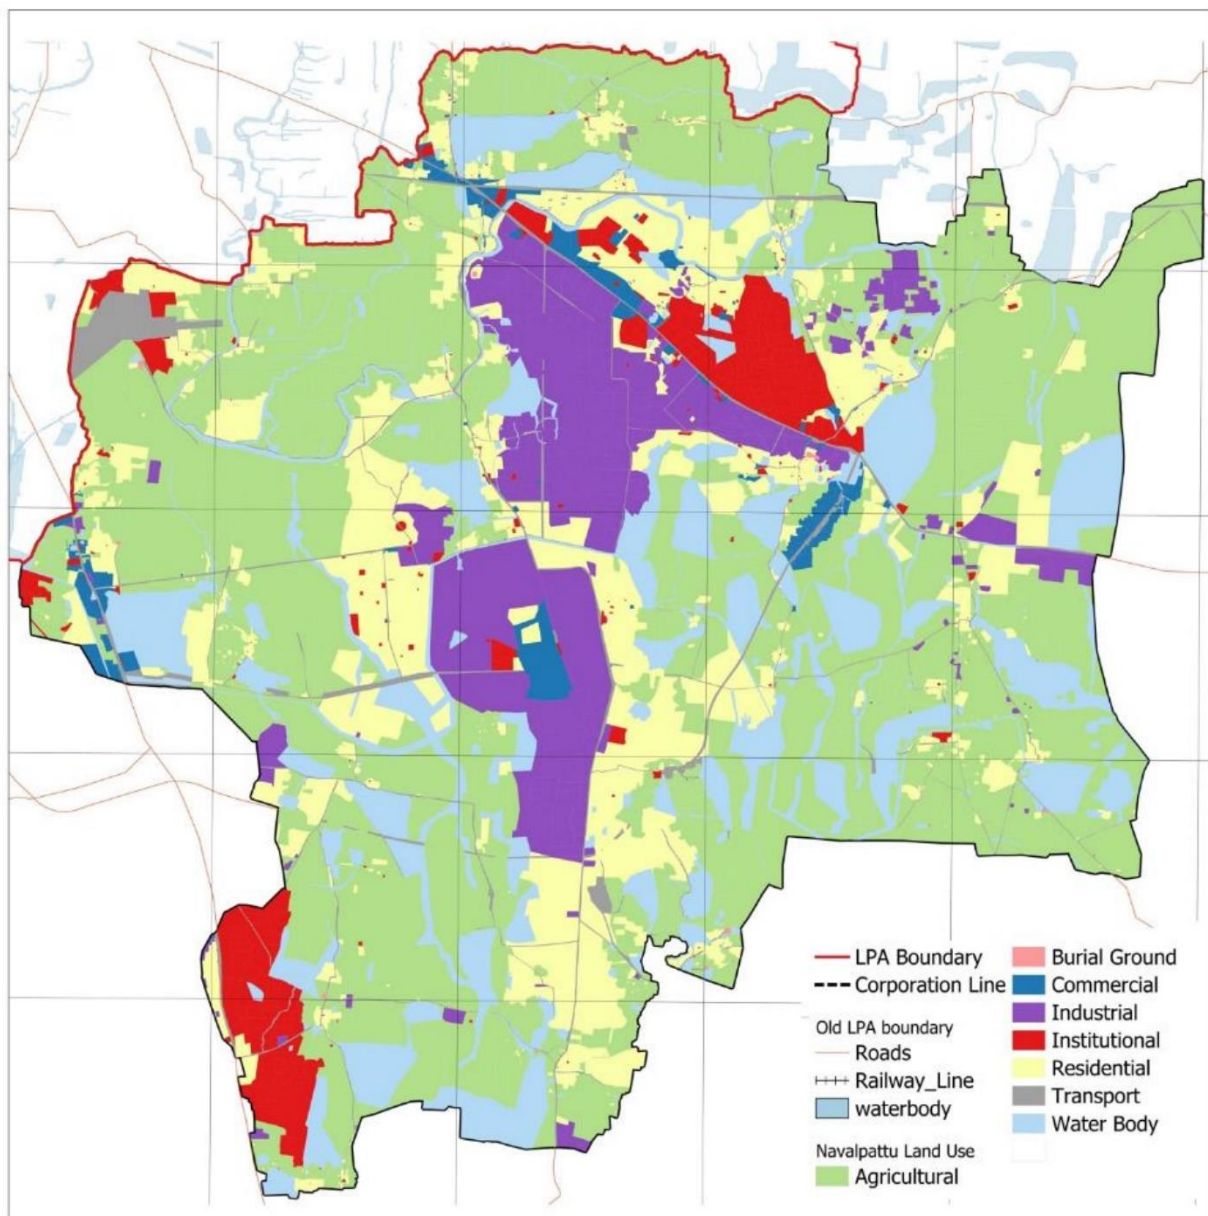 LPA Boundary
Corporation Line
Old LPA boundary
Roads
Railway_Line
waterbody
Navalpattu Land Use
Agricultural
Burial Ground
Commercial
Industrial
Institutional
Residential
Transport
Water Body